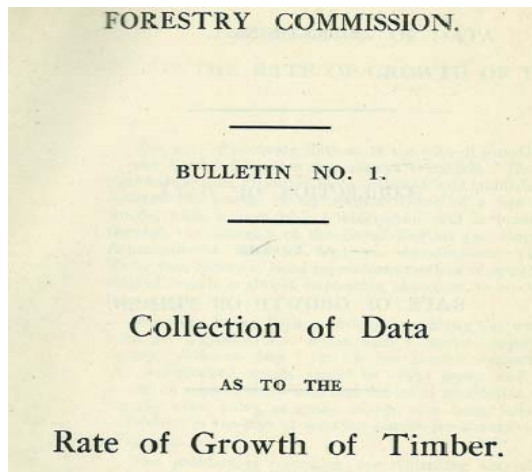 FORESTRY COMMISSION.
BULLETIN NO. 1.
Collection of Data
AS TO THE
Rate of Growth of Timber.